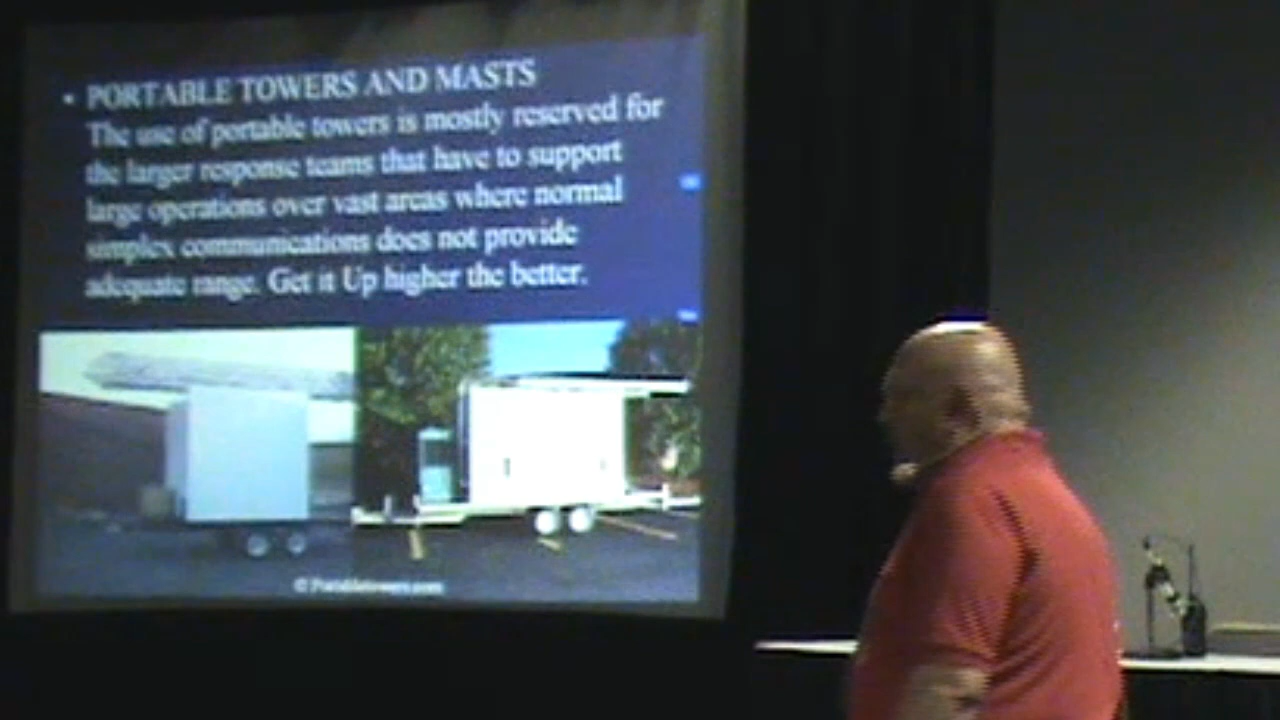 • PORTABLE TOWERS AND MASTS
The use of portable towers is mostly reserved for
the larger response teams that have to support
large operations over vast areas where normal
simplex communications does not provide
adequate range. Get it Up higher the better.
© Portabletowers.com